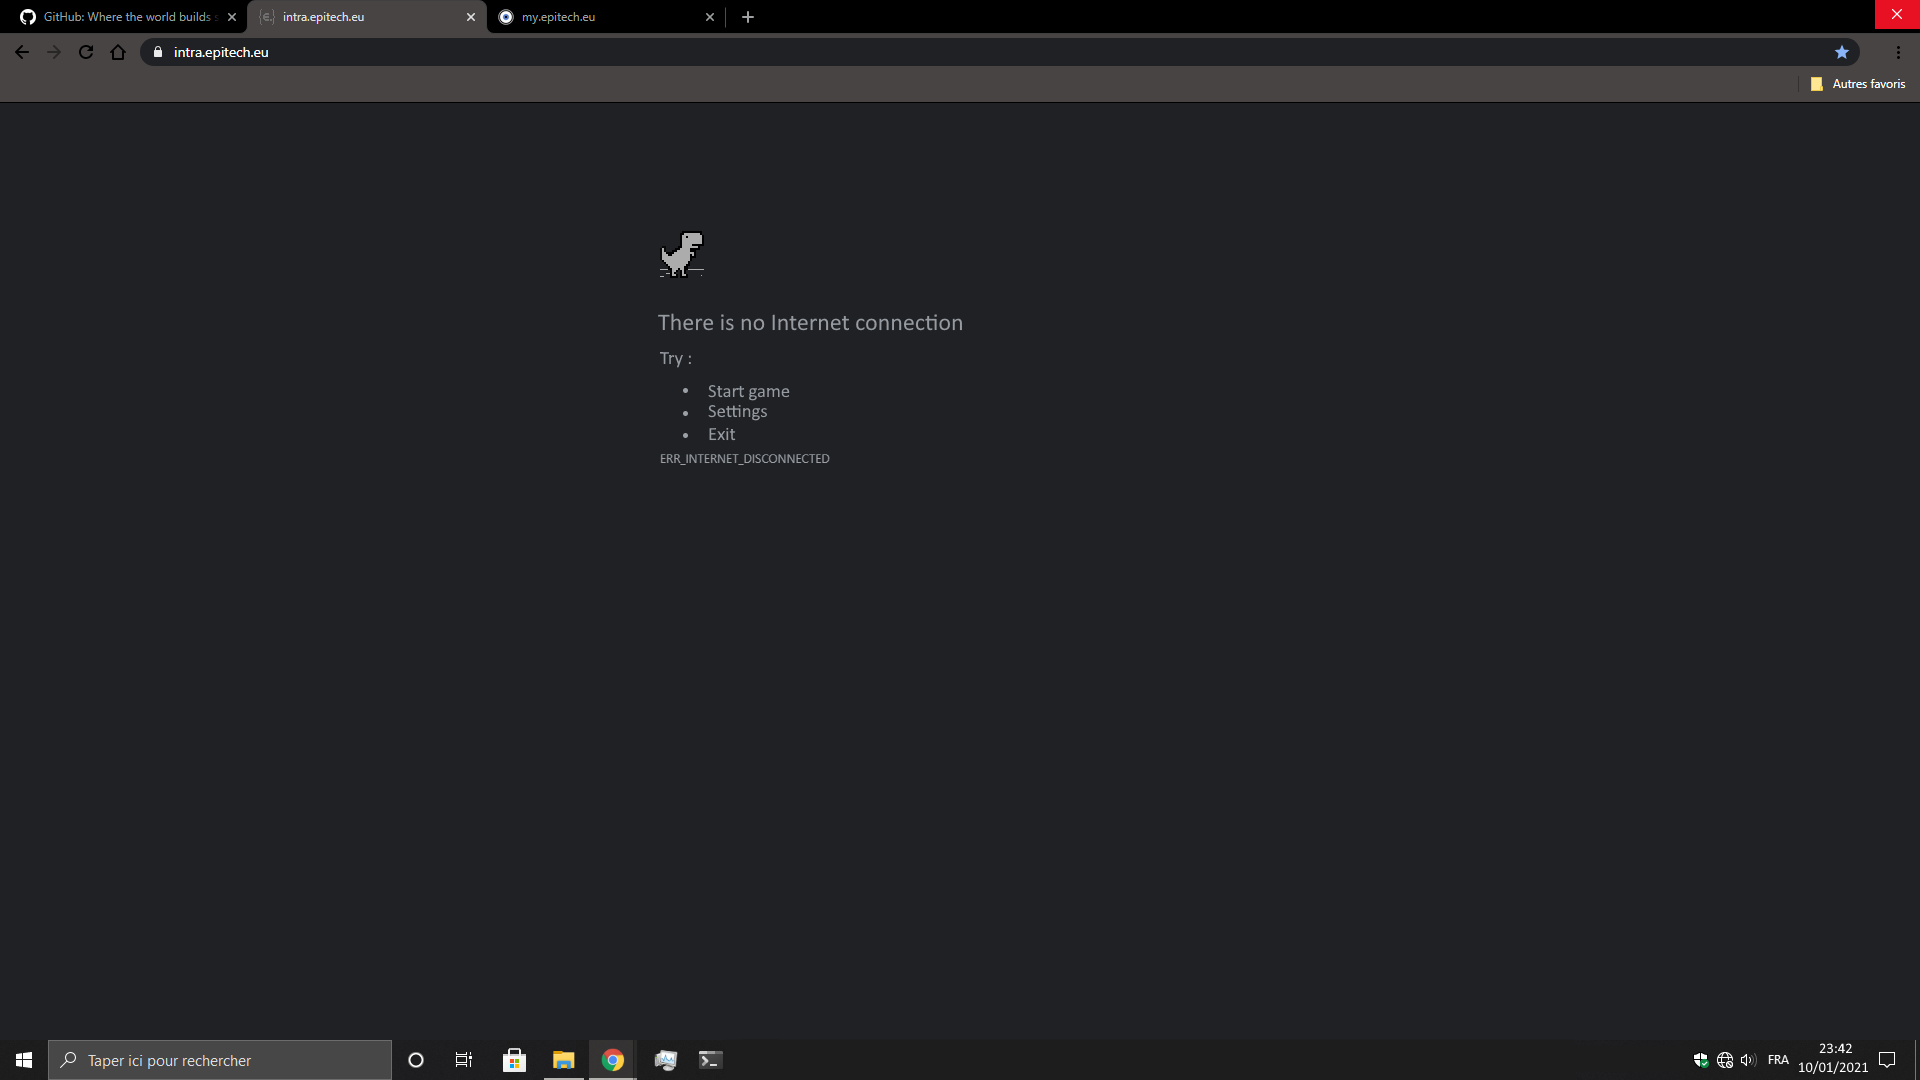 GitHub: Where the world builds s
intra.epitech.eu
my.epitech.eu
intra.epitech.eu
Autres favoris
There is no Internet connection
Try :
• Start game
• Settings
• Exit
ERR_INTERNET_DISCONNECTED
Taper ici pour rechercher
FRA
23:42
10/01/2021